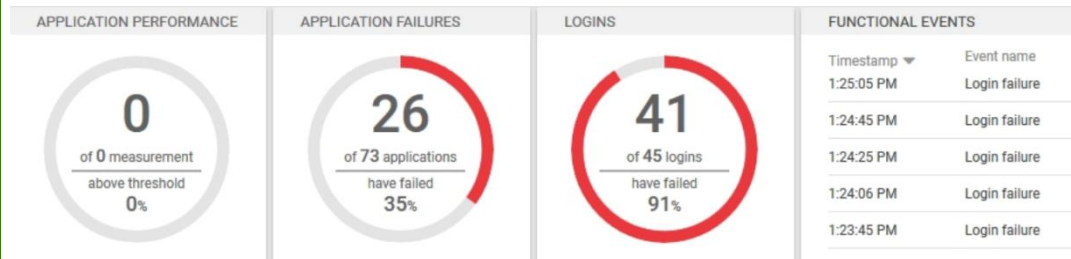 APPLICATION PERFORMANCE
0
of 0 measurement
above threshold
0%
APPLICATION FAILURES
26
of 73 applications
have failed
35%
LOGINS
41
of 45 logins
have failed
91%
FUNCTIONAL EVENTS
Timestamp Event name
1:25:05 PM Login failure
1:24:45 PM Login failure
1:24:25 PM Login failure
1:24:06 PM Login failure
1:23:45 PM Login failure